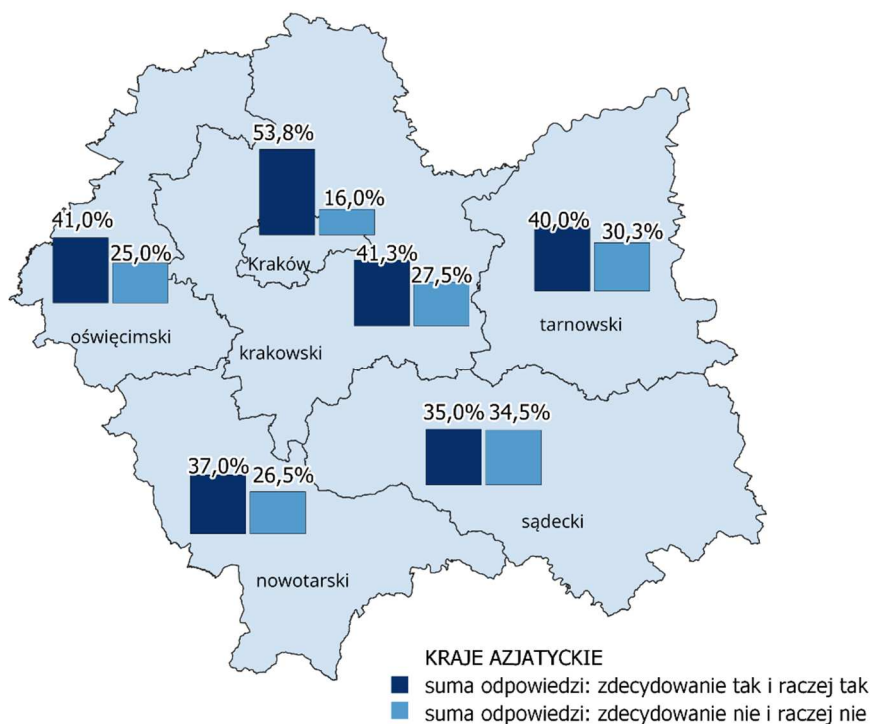 53,8%
16,0%
Kraków
41,0%
25,0%
oświęcimski
41,3%
27,5%
krakowski
40,0%
30,3%
tarnowski
35,0% 34,5%
sądecki
37,0%
26,5%
nowotarski
KRAJE AZJATYCKIE
suma odpowiedzi: zdecydowanie tak i raczej tak
suma odpowiedzi: zdecydowanie nie i raczej nie